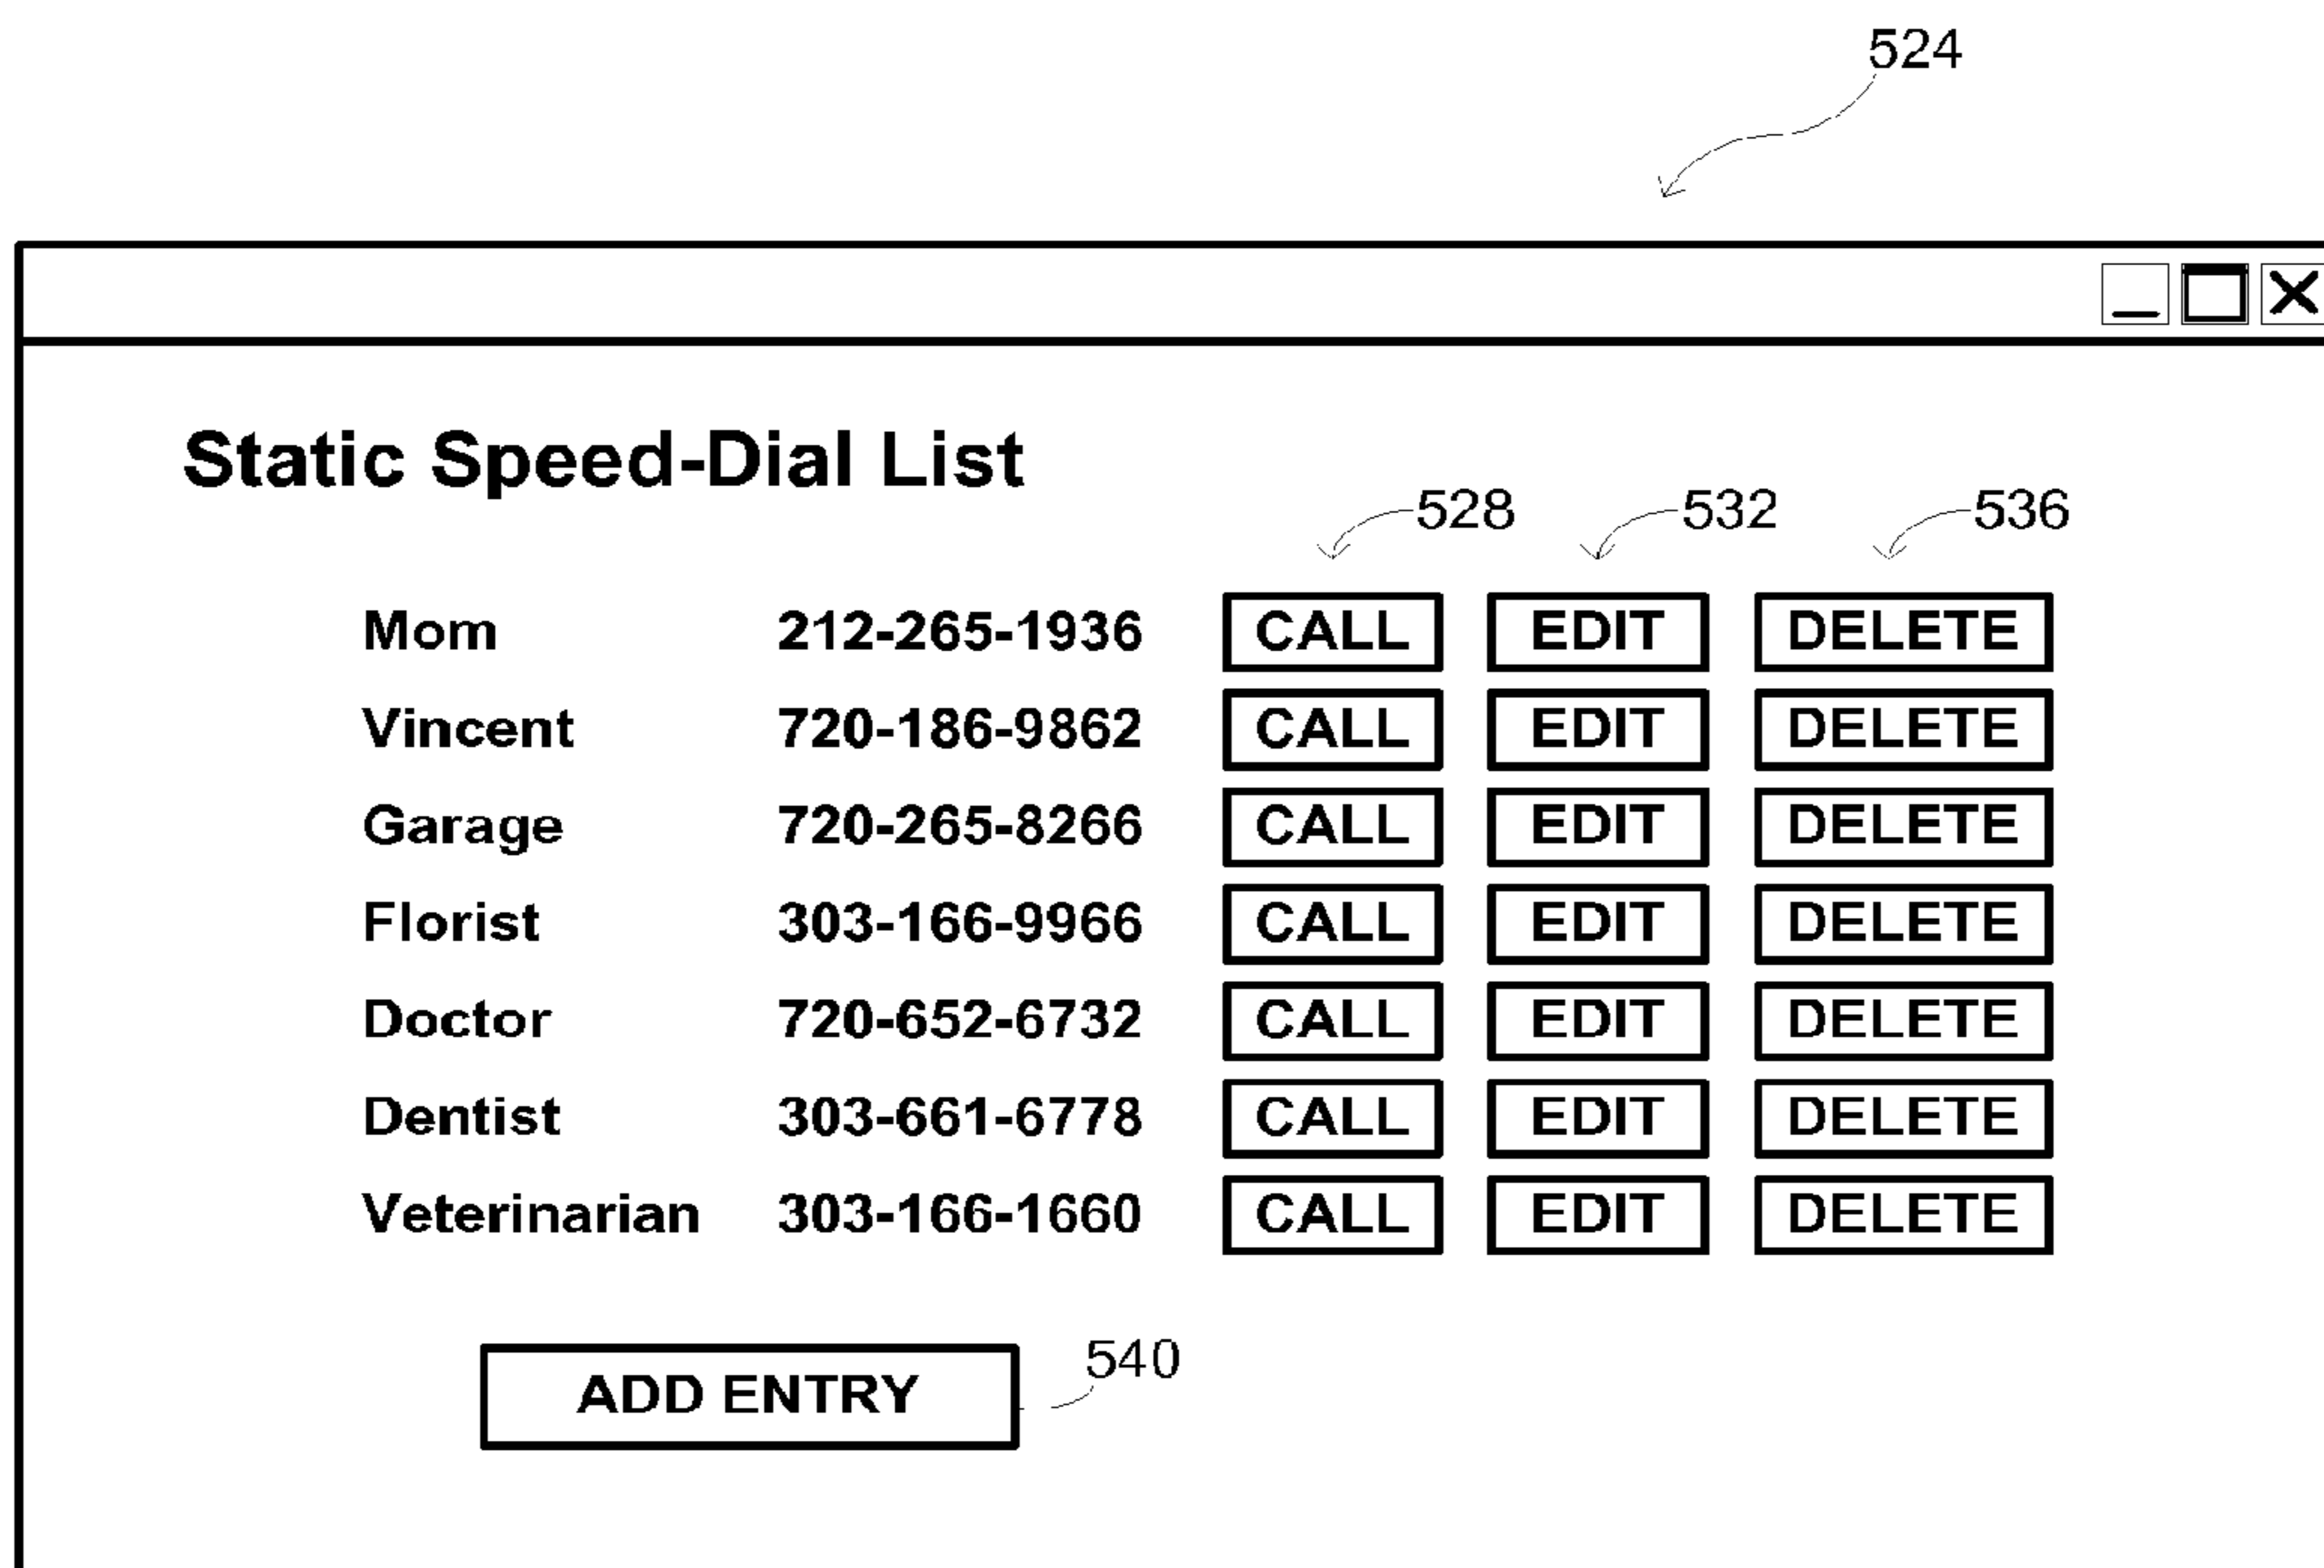 524
Static Speed-Dial List
528 532 536
Mom 212-265-1936 CALL EDIT DELETE
Vincent 720-186-9862 CALL EDIT DELETE
Garage 720-265-8266 CALL EDIT DELETE
Florist 303-166-9966 CALL EDIT DELETE
Doctor 720-652-6732 CALL EDIT DELETE
Dentist 303-661-6778 CALL EDIT DELETE
Veterinarian 303-166-1660 CALL EDIT DELETE
540
ADD ENTRY